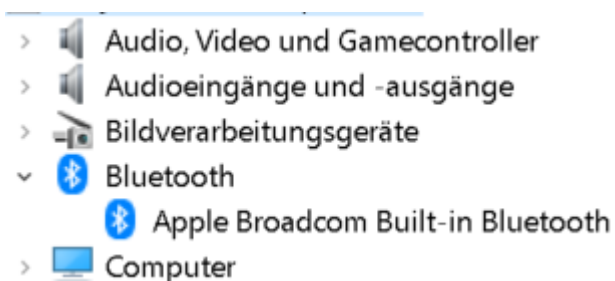 Audio, Video und Gamecontroller
Audioeingänge und -ausgänge
Bildverarbeitungsgeräte
Bluetooth
Apple Broadcom Built-in Bluetooth
Computer